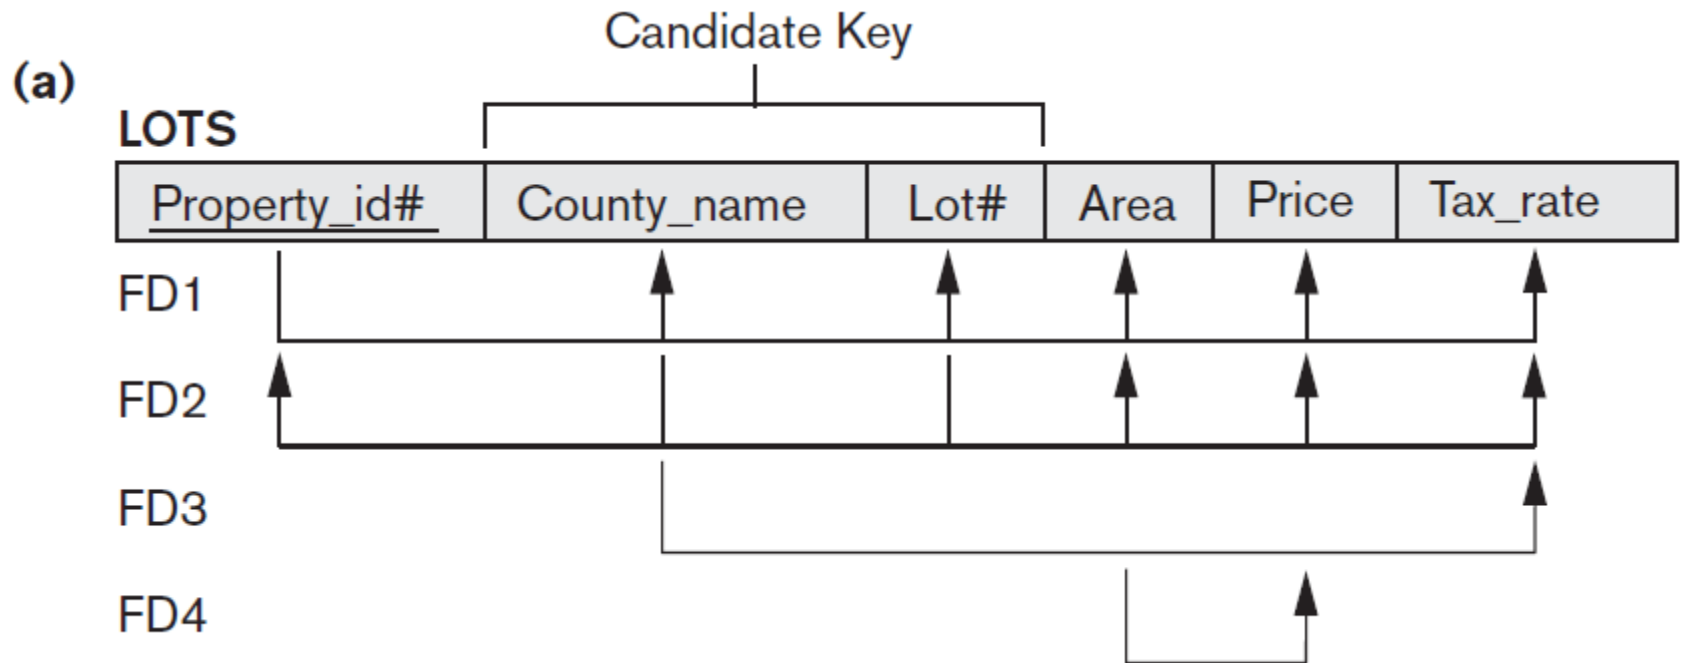 Candidate Key
(a)
LOTS
Property_id# County_name Lot# Area Price Tax_rate
FD1
FD2
FD3
FD4